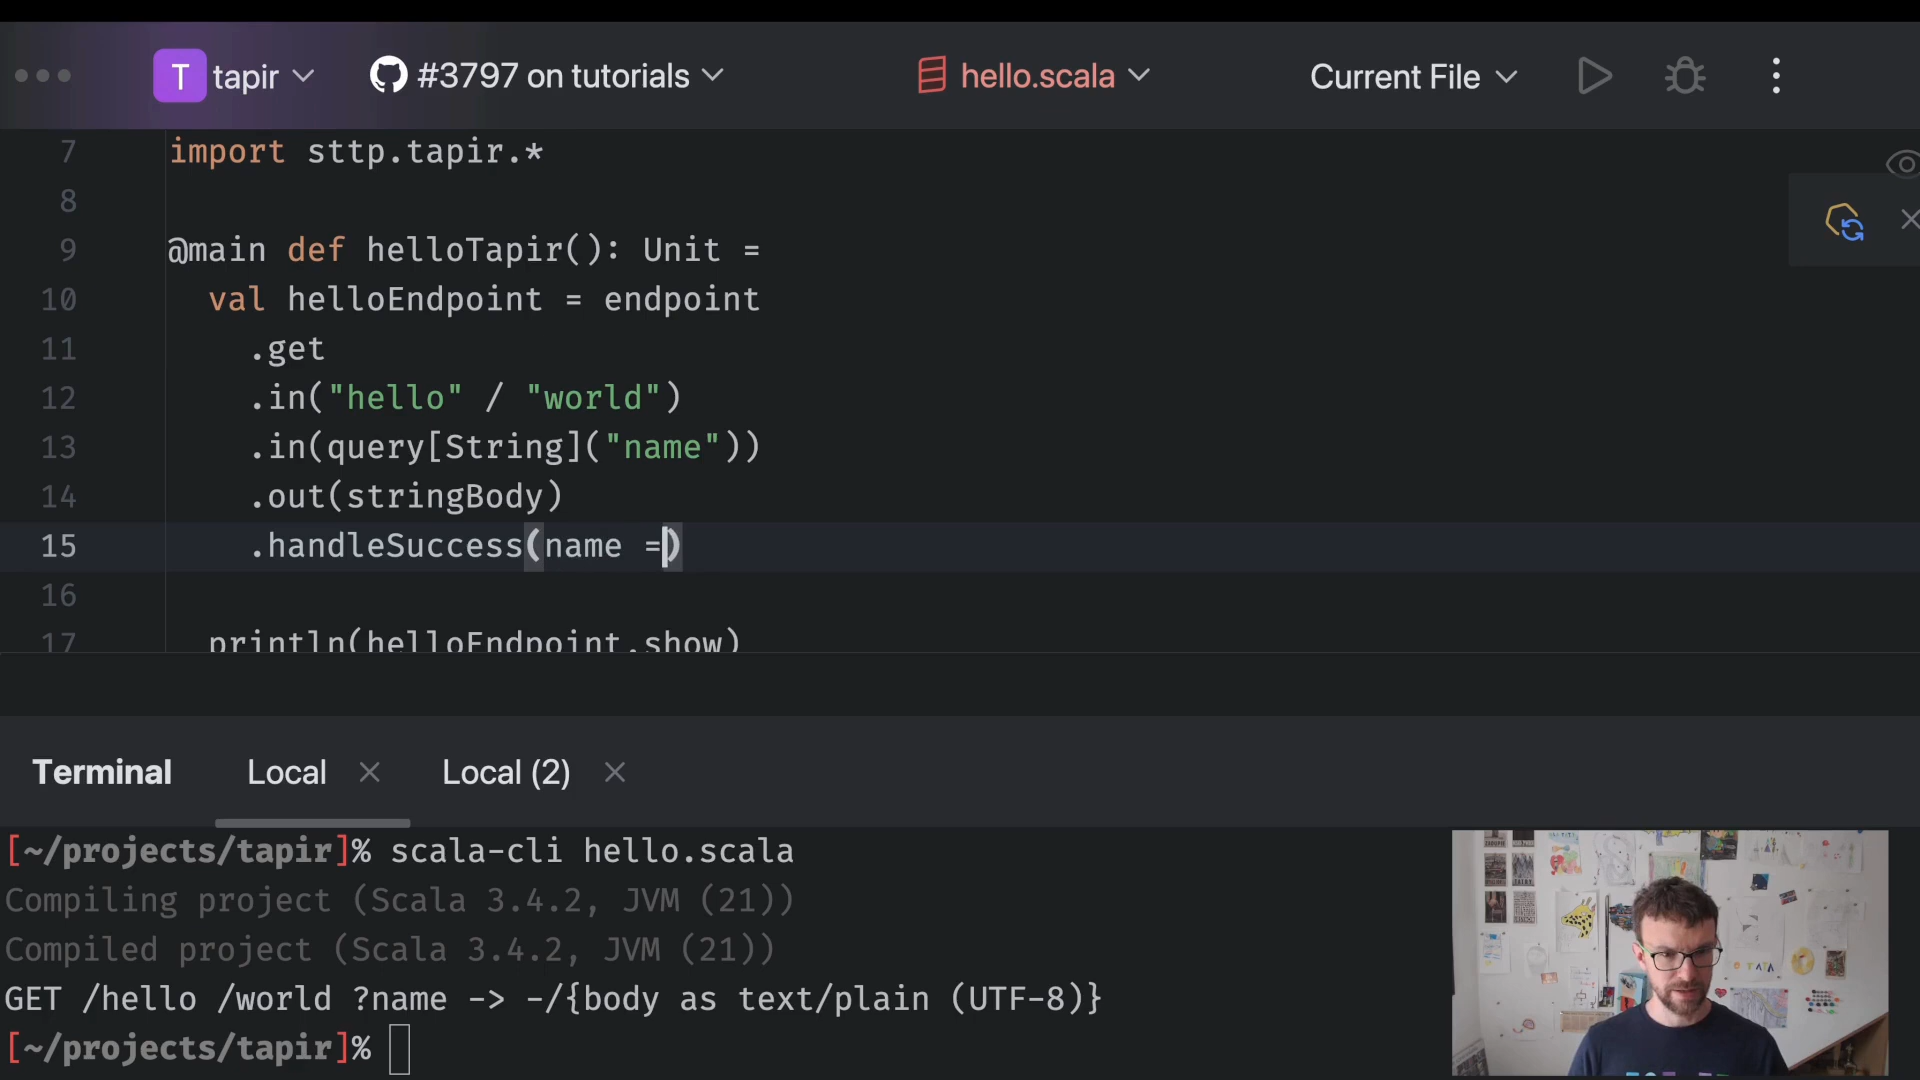 T tapir #3797 on tutorials hello.scala Current File
7 import sttp.tapir.*
8
9 @main def helloTapir(): Unit =
10 val helloEndpoint = endpoint
11 .get
12 .in("hello" / "world")
13 .in(query[String]("name"))
14 .out(stringBody)
15 .handleSuccess(name =)
16
17 println(helloEndpoint.show)
Terminal Local Local (2)
[~/projects/tapir]% scala-cli hello.scala
Compiling project (Scala 3.4.2, JVM (21))
Compiled project (Scala 3.4.2, JVM (21))
GET /hello /world ?name -> -/{body as text/plain (UTF-8)}
[~/projects/tapir]%